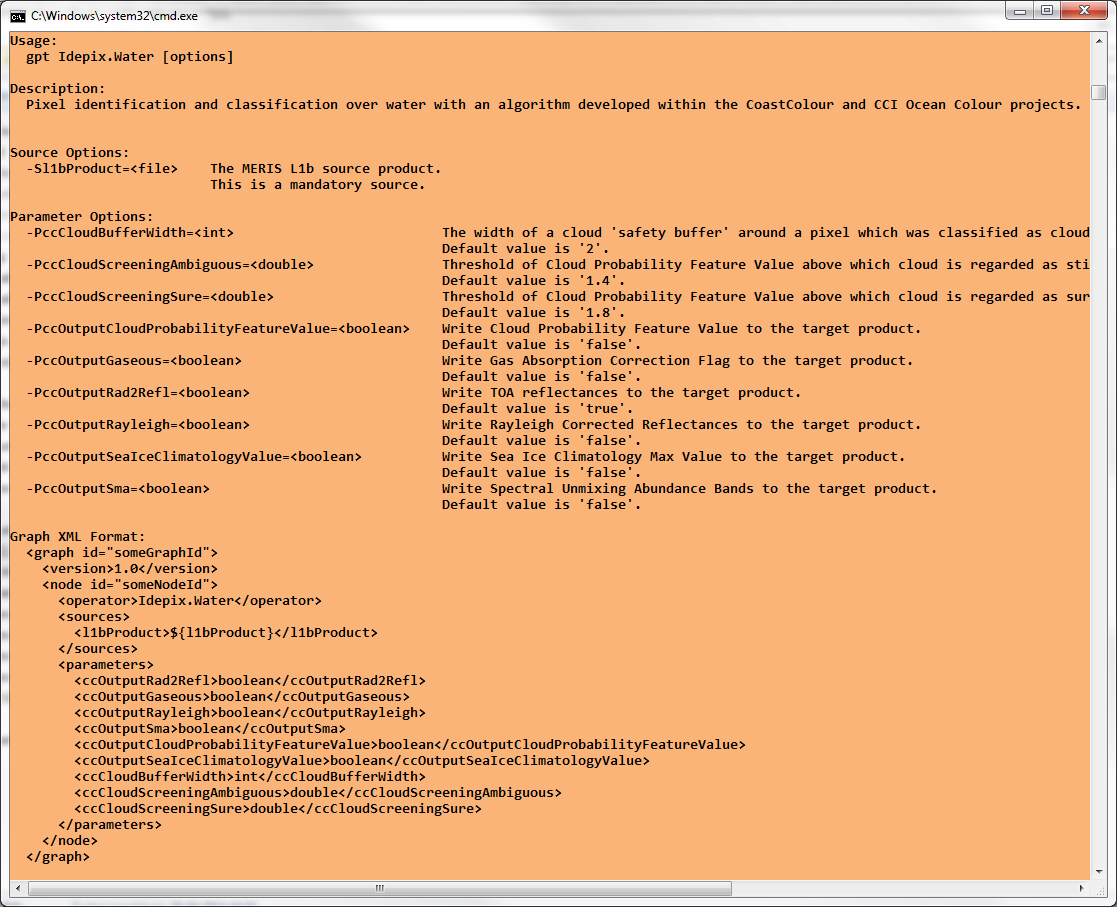 C:\Windows\system32\cmd.exe
Usage:
  gpt Idepix.Water [options]
Description:
  Pixel identification and classification over water with an algorithm developed within the CoastColour and CCI Ocean Colour projects.
Source Options:
  -Sl1bProduct=<file>    The MERIS L1b source product.
                         This is a mandatory source.
Parameter Options:
  -PccCloudBufferWidth=<int>                          The width of a cloud 'safety buffer' around a pixel which was classified as cloud
                                                      Default value is '2'.
  -PccCloudScreeningAmbiguous=<double>                Threshold of Cloud Probability Feature Value above which cloud is regarded as sti
                                                      Default value is '1.4'.
  -PccCloudScreeningSure=<double>                     Threshold of Cloud Probability Feature Value above which cloud is regarded as sur
                                                      Default value is '1.8'.
  -PccOutputCloudProbabilityFeatureValue=<boolean>    Write Cloud Probability Feature Value to the target product.
                                                      Default value is 'false'.
  -PccOutputGaseous=<boolean>                         Write Gas Absorption Correction Flag to the target product.
                                                      Default value is 'false'.
  -PccOutputRad2Refl=<boolean>                        Write TOA reflectances to the target product.
                                                      Default value is 'true'.
  -PccOutputRayleigh=<boolean>                        Write Rayleigh Corrected Reflectances to the target product.
                                                      Default value is 'false'.
  -PccOutputSeaIceClimatologyValue=<boolean>          Write Sea Ice Climatology Max Value to the target product.
                                                      Default value is 'false'.
  -PccOutputSma=<boolean>                             Write Spectral Unmixing Abundance Bands to the target product.
                                                      Default value is 'false'.
Graph XML Format:
  <graph id="someGraphId">
    <version>1.0</version>
    <node id="someNodeId">
      <operator>Idepix.Water</operator>
      <sources>
        <l1bProduct>${l1bProduct}</l1bProduct>
      </sources>
      <parameters>
        <ccOutputRad2Refl>boolean</ccOutputRad2Refl>
        <ccOutputGaseous>boolean</ccOutputGaseous>
        <ccOutputRayleigh>boolean</ccOutputRayleigh>
        <ccOutputSma>boolean</ccOutputSma>
        <ccOutputCloudProbabilityFeatureValue>boolean</ccOutputCloudProbabilityFeatureValue>
        <ccOutputSeaIceClimatologyValue>boolean</ccOutputSeaIceClimatologyValue>
        <ccCloudBufferWidth>int</ccCloudBufferWidth>
        <ccCloudScreeningAmbiguous>double</ccCloudScreeningAmbiguous>
        <ccCloudScreeningSure>double</ccCloudScreeningSure>
      </parameters>
    </node>
  </graph>